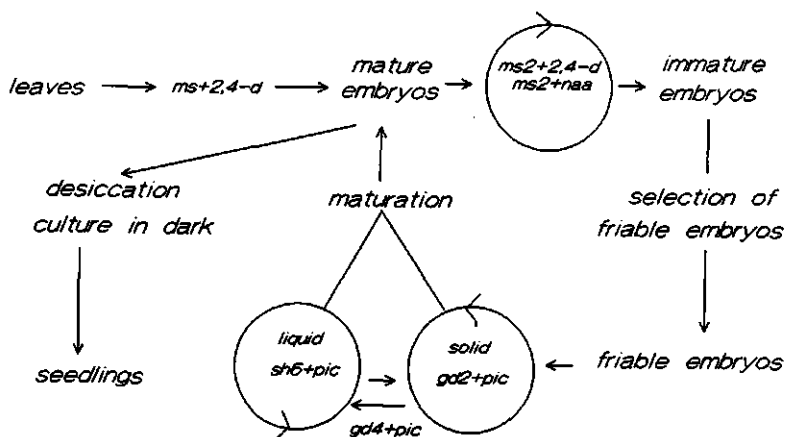 leaves
ms+2,4-d
mature
embryos
ms2+2,4-d
ms2+naa
immature
embryos
desiccation
culture in dark
maturation
selection of
friable embryos
seedlings
liquid
sh6+pic
solid
gd2+pic
gd4+pic
friable embryos